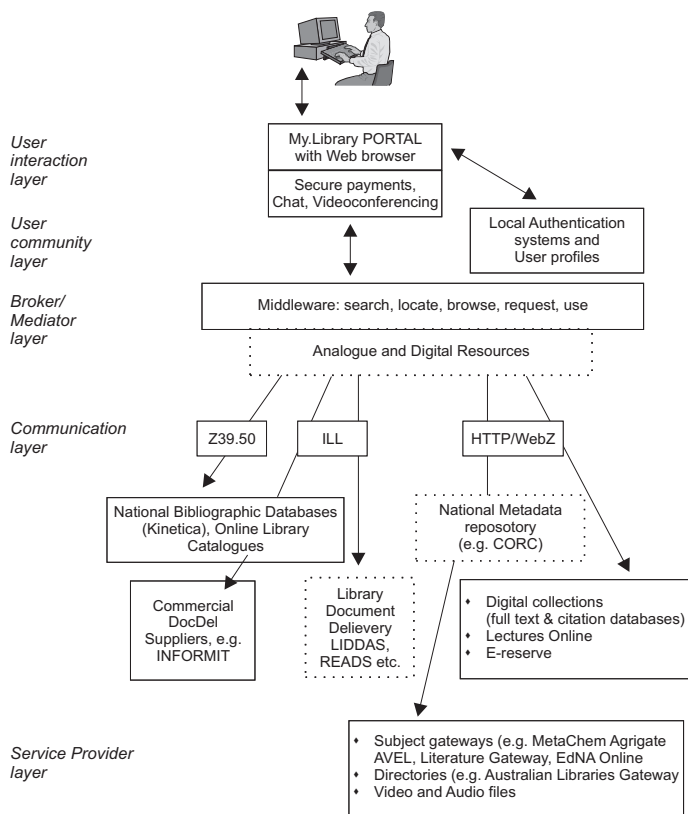 User
interaction
layer
My.Library PORTAL
with Web browser
Secure payments,
Chat, Videoconferencing
User
community
layer
Local Authentication
systems and
User profiles
Broker/
Mediator
layer
Middleware: search, locate, browse, request, use
Analogue and Digital Resources
Communication
layer
Z39.50
ILL
HTTP/WebZ
National Bibliographic Databases
(Kinetica), Online Library
Catalogues
National Metadata
reposotory
(e.g. CORC)
Commercial
DocDel
Suppliers, e.g.
INFORMIT
Library
Document
Delievery
LIDDAS,
READS etc.
♦ Digital collections
(full text & citation databases)
♦ Lectures Online
♦ E-reserve
Service Provider
layer
♦ Subject gateways (e.g. MetaChem Agrigate
AVEL, Literature Gateway, EdNA Online
♦ Directories (e.g. Australian Libraries Gateway
♦ Video and Audio files